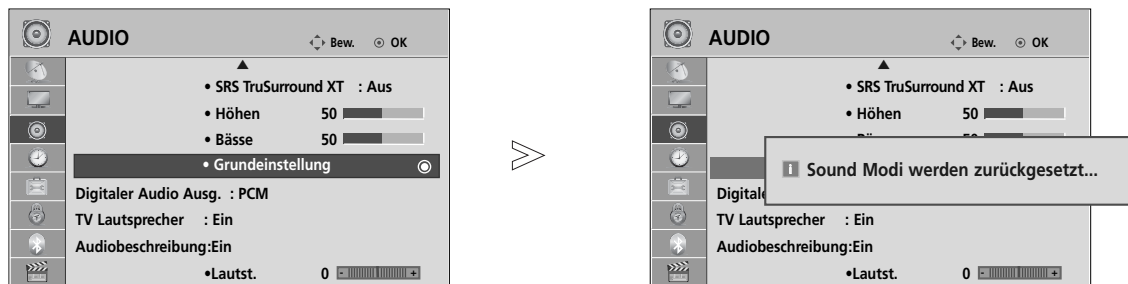 AUDIO
Bew. OK
• SRS TruSurround XT : Aus
• Höhen 50
• Bässe 50
• Grundeinstellung
Digitaler Audio Ausg. : PCM
TV Lautsprecher : Ein
Audiobeschreibung:Ein
•Lautst. 0 - +
>
AUDIO
Bew. OK
• SRS TruSurround XT : Aus
• Höhen 50
i Sound Modi werden zurückgesetzt...
TV Lautsprecher : Ein
Audiobeschreibung:Ein
•Lautst. 0 - +